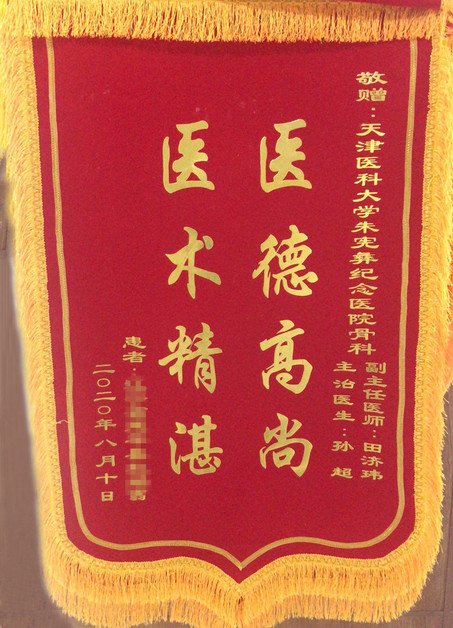 敬赠：天津医科大学朱宪彝纪念医院骨科
副主任医师：田济玮
主治医生：孙超
医德高尚
医术精湛
患者：
二〇二〇年八月十日